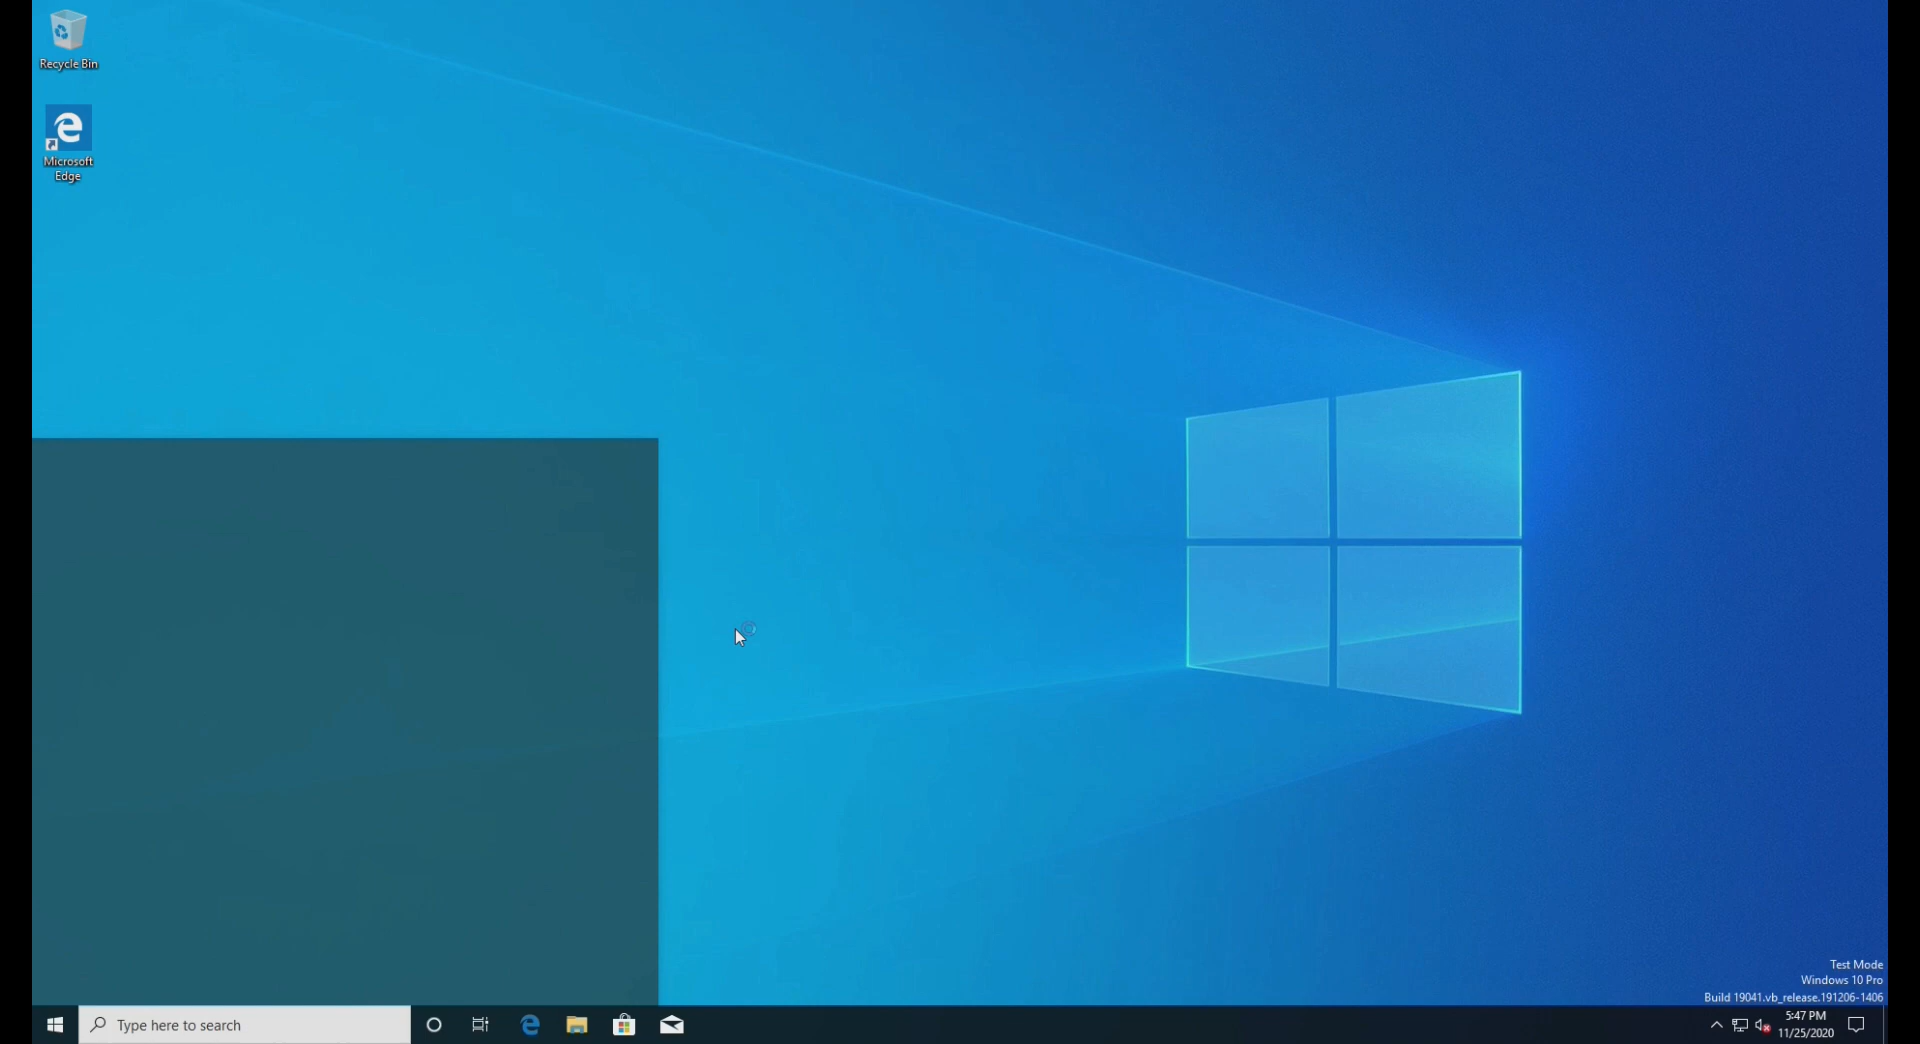 Recycle Bin
Microsoft
Edge
Test Mode
Windows 10 Pro
Build 19041.vb_release.191206-1406
Type here to search
5:47 PM
11/25/2020